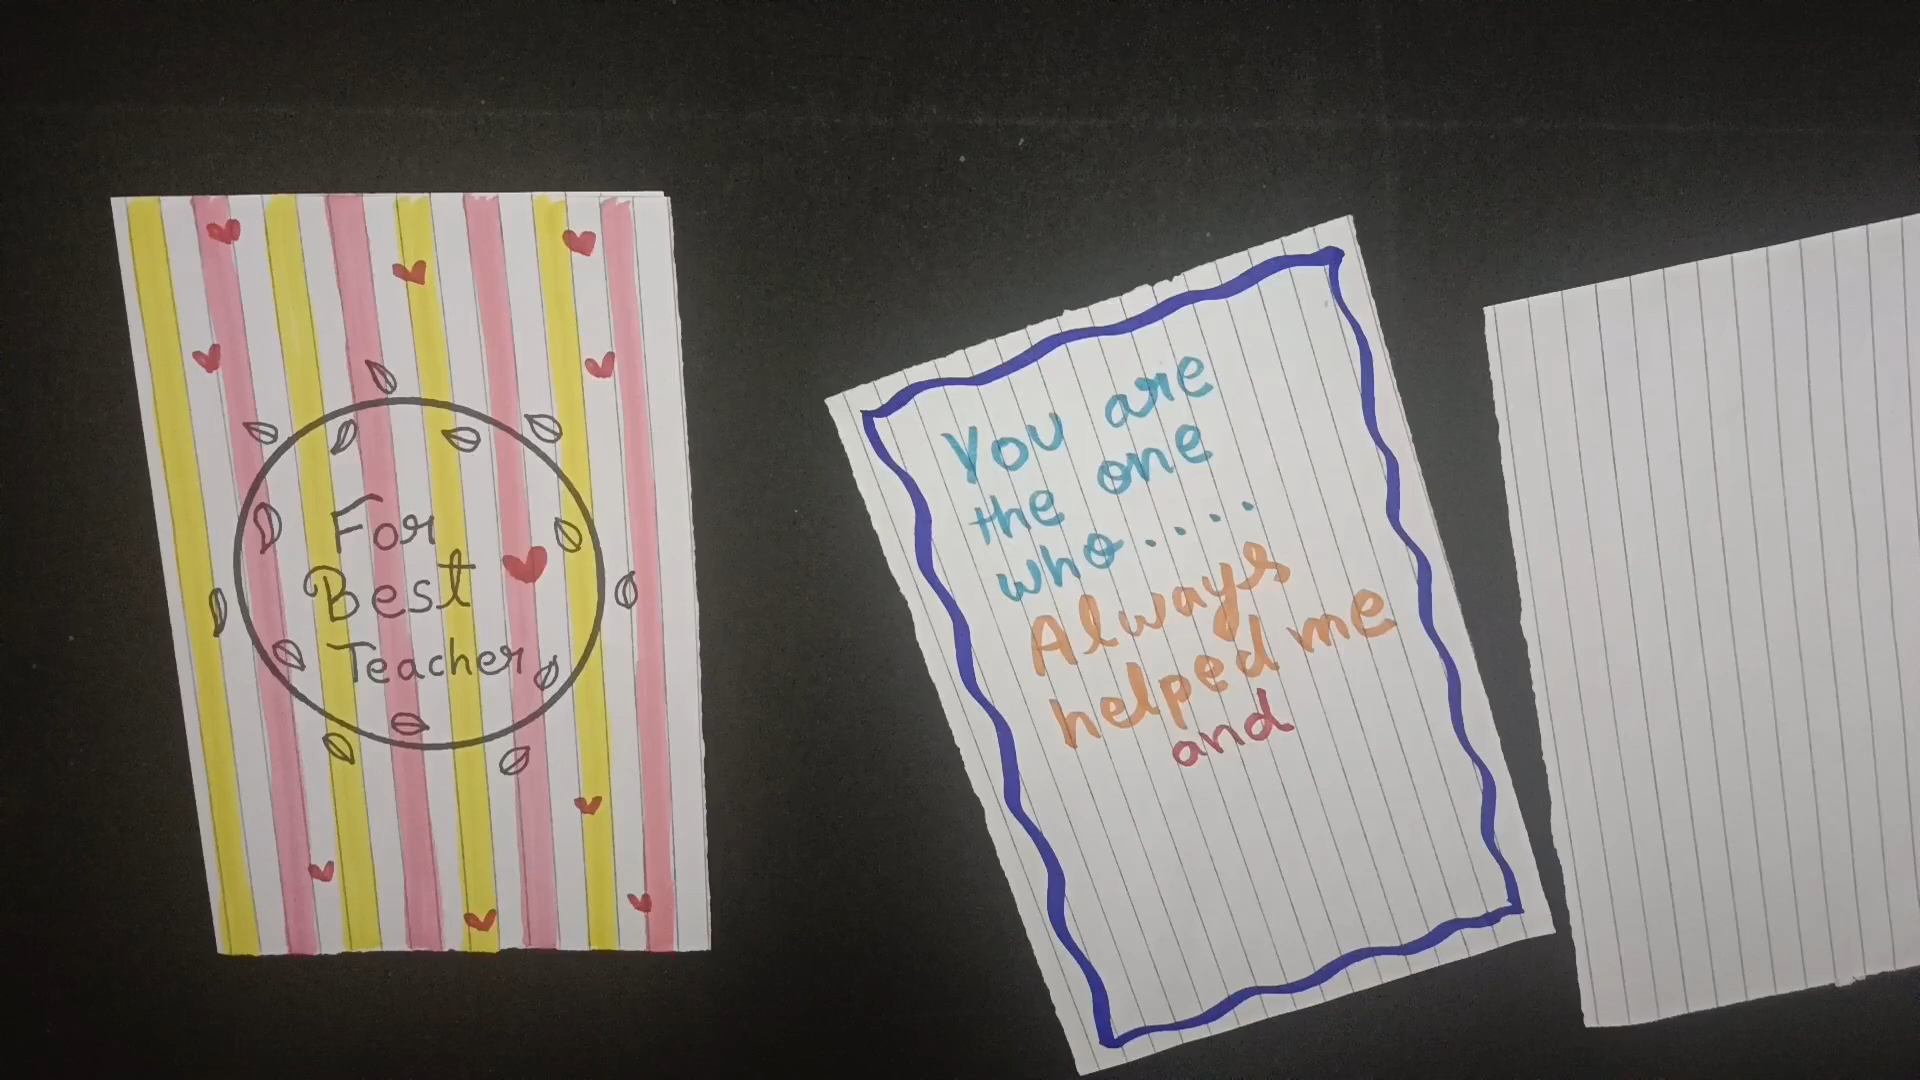 For
Best
Teacher
You are
the one
who....
Always
helped me
and